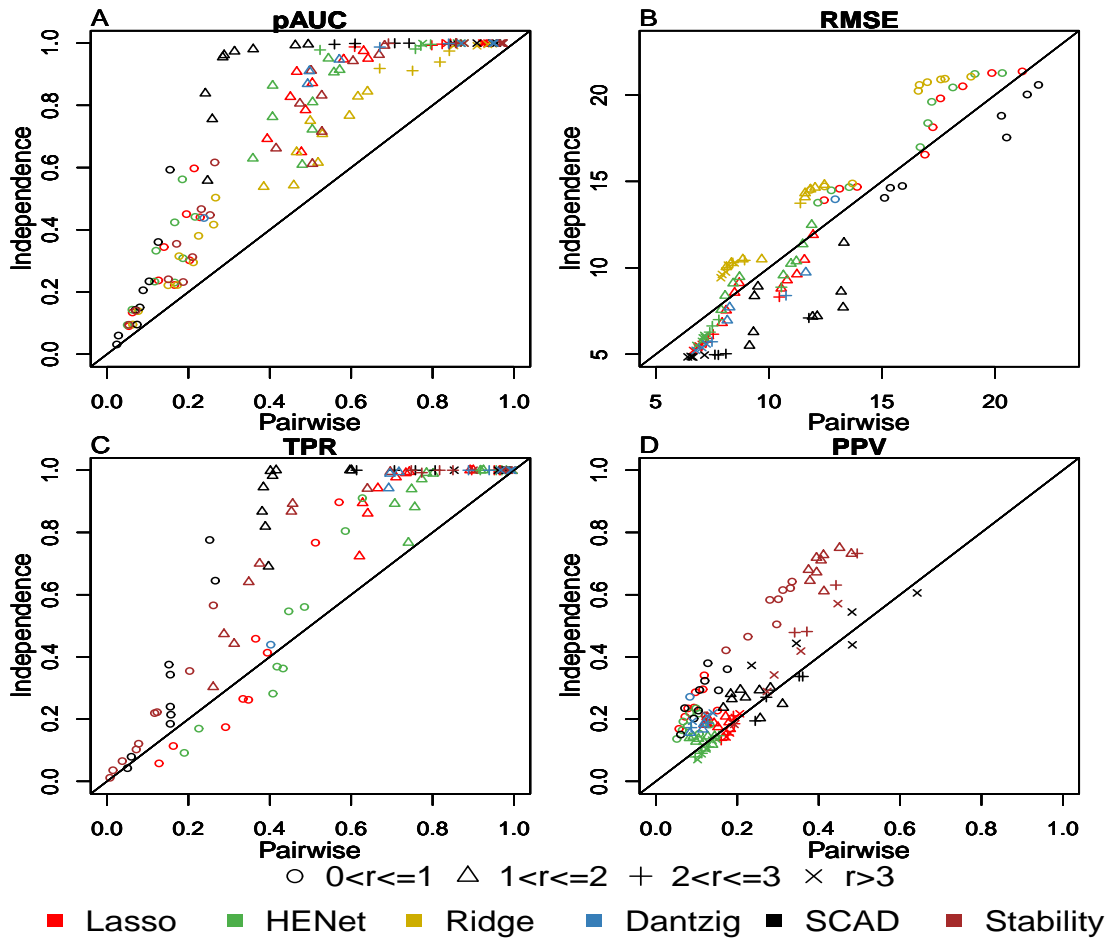 A pAUC
Independence
0.0 0.2 0.4 0.6 0.8 1.0
0.0 0.2 0.4 0.6 0.8 1.0
Pairwise
B RMSE
Independence
5 10 15 20
5 10 15 20
Pairwise
C TPR
Independence
0.0 0.2 0.4 0.6 0.8 1.0
0.0 0.2 0.4 0.6 0.8 1.0
Pairwise
D PPV
Independence
0.0 0.2 0.4 0.6 0.8 1.0
0.0 0.2 0.4 0.6 0.8 1.0
Pairwise
0<r<=1 1<r<=2 2<r<=3 r>3
Lasso HENet Ridge Dantzig SCAD Stability